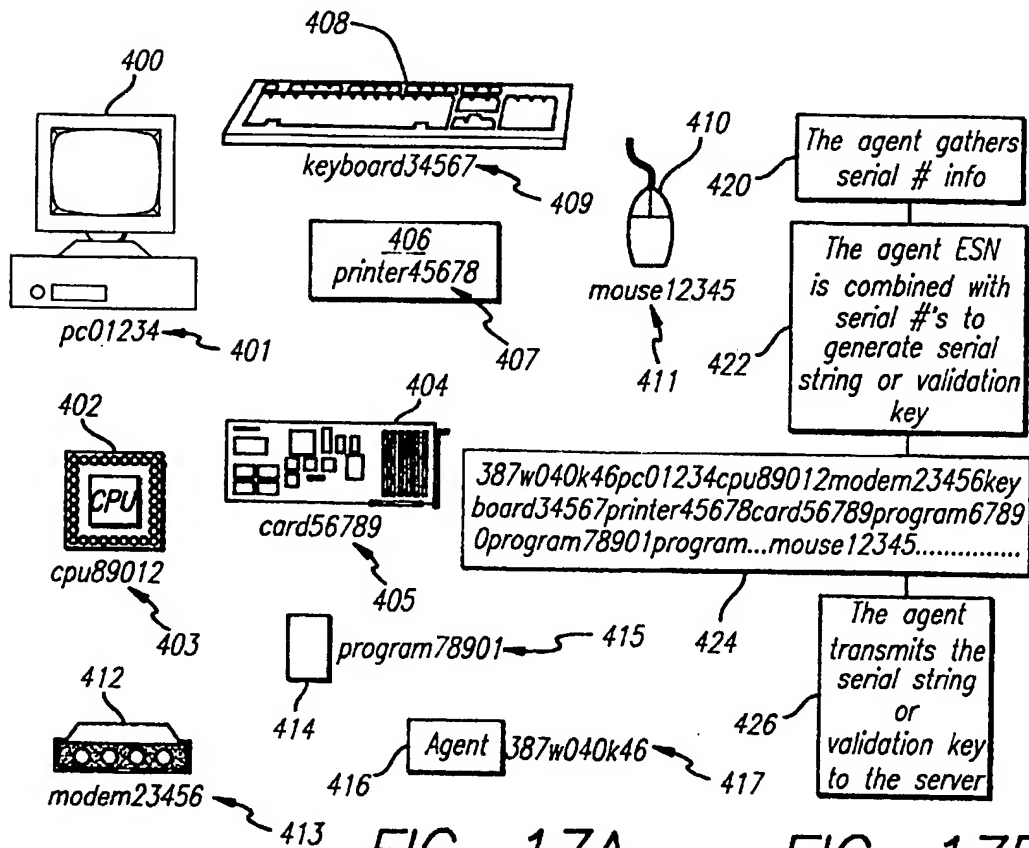 400
408
keyboard34567
409
410
mouse12345
411
406
printer45678
407
pc01234
401
402
CPU
cpu89012
403
404
card56789
405
program78901
415
414
412
modem23456
413
Agent
416
387w040k46
417
420
The agent gathers
serial # info
422
The agent ESN
is combined with
serial #'s to
generate serial
string or validation
key
387w040k46pc01234cpu89012modem23456key
board34567printer45678card56789program6789
0program78901program...mouse12345...............
424
The agent
transmits the
serial string
or
validation key
to the server
426